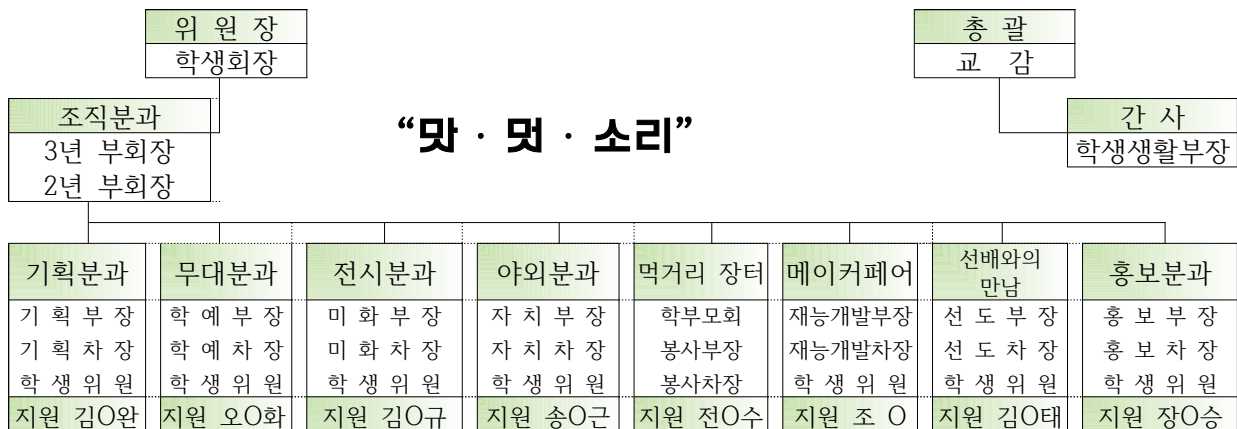 위 원 장
학생회장
총 괄
교 감
조직분과
3년 부회장
2년 부회장
“맛 · 멋 · 소리”
간 사
학생생활부장
기획분과
기 획 부 장
기 획 차 장
학 생 위 원
지원 김O완
무대분과
학 예 부 장
학 예 차 장
학 생 위 원
지원 오O화
전시분과
미 화 부 장
미 화 차 장
학 생 위 원
지원 김O규
야외분과
자 치 부 장
자 치 차 장
학 생 위 원
지원 송O근
먹거리 장터
학부모회
봉사부장
봉사차장
지원 전O수
메이커페어
재능개발부장
재능개발차장
학 생 위 원
지원 조 O
선배와의
만남
선 도 부 장
선 도 차 장
학 생 위 원
지원 김O태
홍보분과
홍 보 부 장
홍 보 차 장
학 생 위 원
지원 장O승